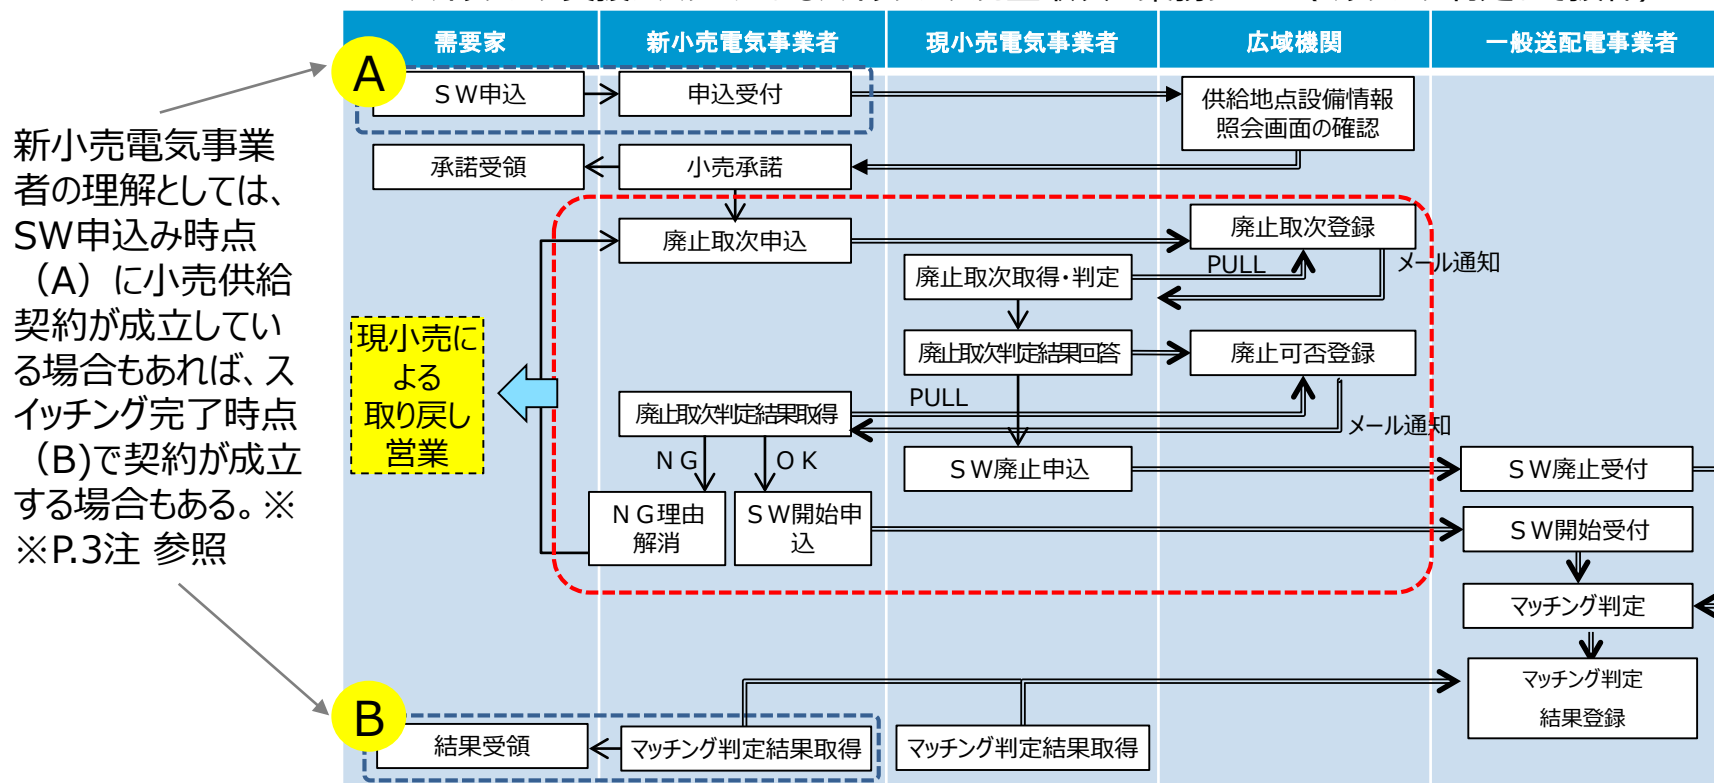 需要家
新小売電気事業者
現小売電気事業者
広域機関
一般送配電事業者
A
SW申込
申込受付
供給地点設備情報
照会画面の確認
新小売電気事業
者の理解としては、
SW申込み時点
（A）に小売供給
契約が成立してい
る場合もあれば、ス
イッチング完了時点
（B)で契約が成立
する場合もある。※
※P.3注 参照
承諾受領
小売承諾
廃止取次申込
廃止取次登録
廃止取次取得・判定
PULL
メール通知
現小売に
よる
取り戻し
営業
廃止取次判定結果回答
廃止可否登録
廃止取次判定結果取得
PULL
メール通知
NG
OK
SW廃止申込
SW廃止受付
NG理由
解消
SW開始申
込
SW開始受付
マッチング判定
マッチング判定
結果登録
B
結果受領
マッチング判定結果取得
マッチング判定結果取得